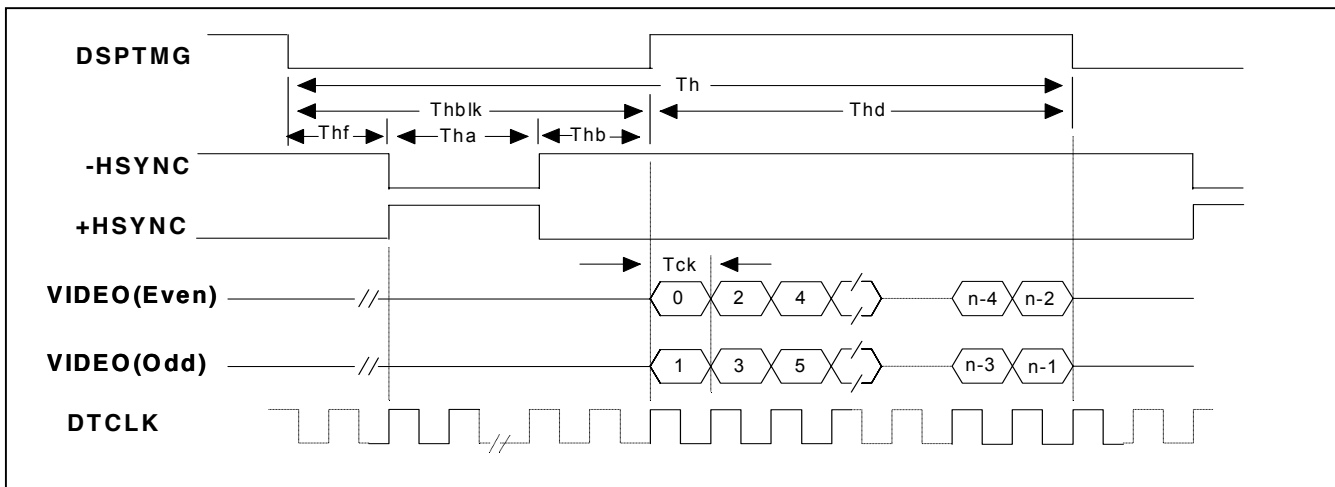 DSPTMG
Th
Thblk
Thd
Thf
Tha
Thb
-HSYNC
+HSYNC
Tck
VIDEO(Even)
0 2 4 n-4 n-2
VIDEO(Odd)
1 3 5 n-3 n-1
DTCLK